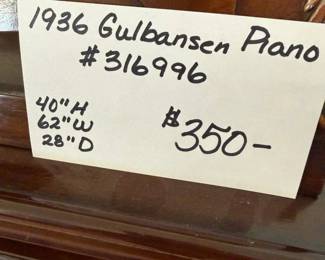 1936 Gulbansen Piano
#316996
40"H
62"W
28"D
$350-